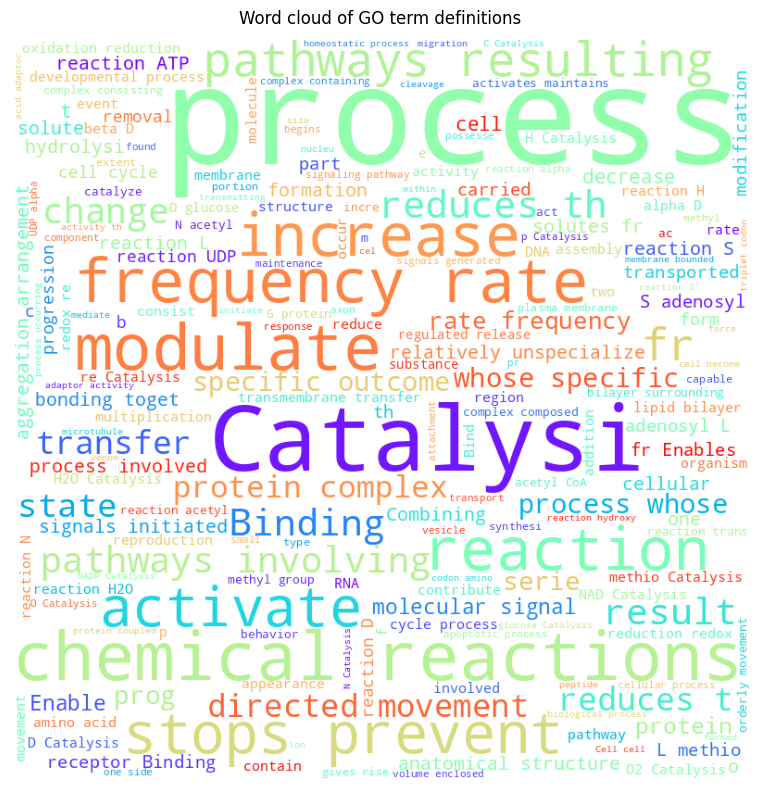 Word cloud of GO term definitions
homeostatic process
migration
C Catalysis
oxidation reduction
pathways resulting
acid adaptor
reaction ATP
developmental process
complex containing
cleavage
activates maintains
complex consisting
process
t
event
removal
molecule
size
begins
possesse
H Catalysis
modification
solute
beta D
cell
hydrolysi
found
nucleu
part
extent
e
signaling pathway
activity
reaction alpha
cell cycle
membrane
decrease
portion
transmitting
within
catalyze
formation
carried
reaction H
UDP alpha
change
D glucose
structure
incre
reduces th
alpha D
activity th
N acetyl
act
solutes fr
methyl
component
increase
occur
m
p Catalysis
ac
rate
triplet codon
reaction L
DNA
assembly
reaction S
aggregation arrangement
progression
reaction UDP
cel
signals generated
membrane bounded
maintenance
transported
redox re
frequency rate
two
reaction 3'
process occurring
S adenosyl
c
consist
initiate
G protein
axon
plasma membrane
b
response
reduce
rate frequency
form
mediate
modulate
regulated release
fr
force
relatively unspecialize
substance
pr
cell become
re Catalysis
specific outcome
whose specific
capable
adaptor activity
bonding toget
transmembrane transfer
region
bilayer surrounding
multiplication
th
complex composed
lipid bilayer
Catalysi
attachment
Bind
addition
adenosyl L
microtubule
transfer
fr Enables
venom
process involved
acetyl CoA
organism
H2O Catalysis
protein complex
cellular
transport
state
reaction acetyl
Combining
process whose
reaction hydroxy
vesicle
one
signals initiated
Binding
synthesi
reaction trans
reaction N
reproduction
small
type
reaction
pathways involving
NADP Catalysis
methyl group
RNA
codon amino
serie
methio Catalysis
reaction H2O
contribute
NAD Catalysis
O Catalysis
activate
molecular signal
result
glucose Catalysis
protein coupled
p
behavior
cycle process
reduction redox
chemical reactions
N Catalysis
f
apoptotic process
reaction D
orderly movement
appearance
involved
peptide
cellular process
Enable
prog
directed movement
reduces t
biological process
movement
amino acid
stops prevent
pathway
protein
formed
D Catalysis
ion
Cell cell
L methio
receptor Binding
contain
anatomical structure
one side
gives rise
volume enclosed
O2 Catalysis
o